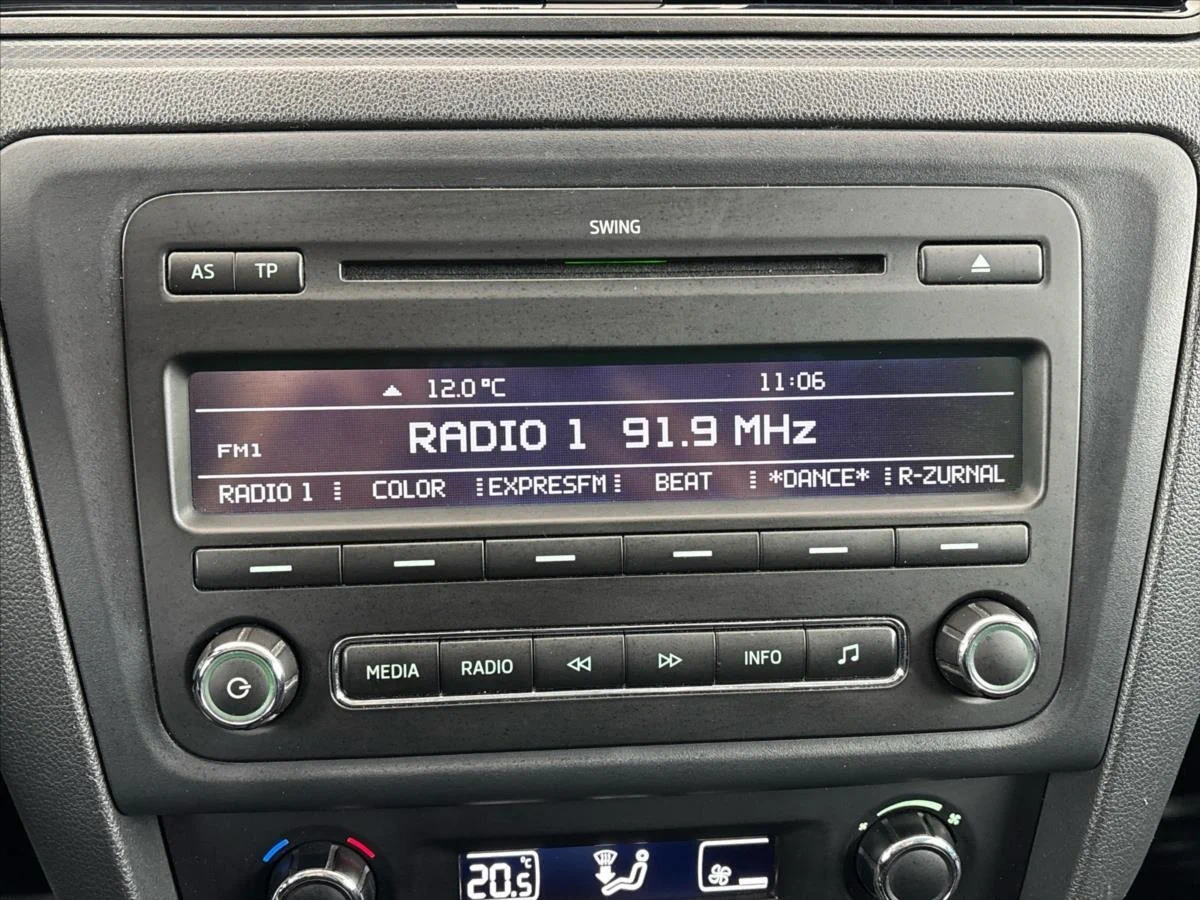 SWING
AS TP
12.0°C 11:06
FM1 RADIO 1 91.9 MHz
RADIO 1 COLOR EXPRESFM BEAT *DANCE* R-ZURNAL
MEDIA RADIO INFO
20.5°C